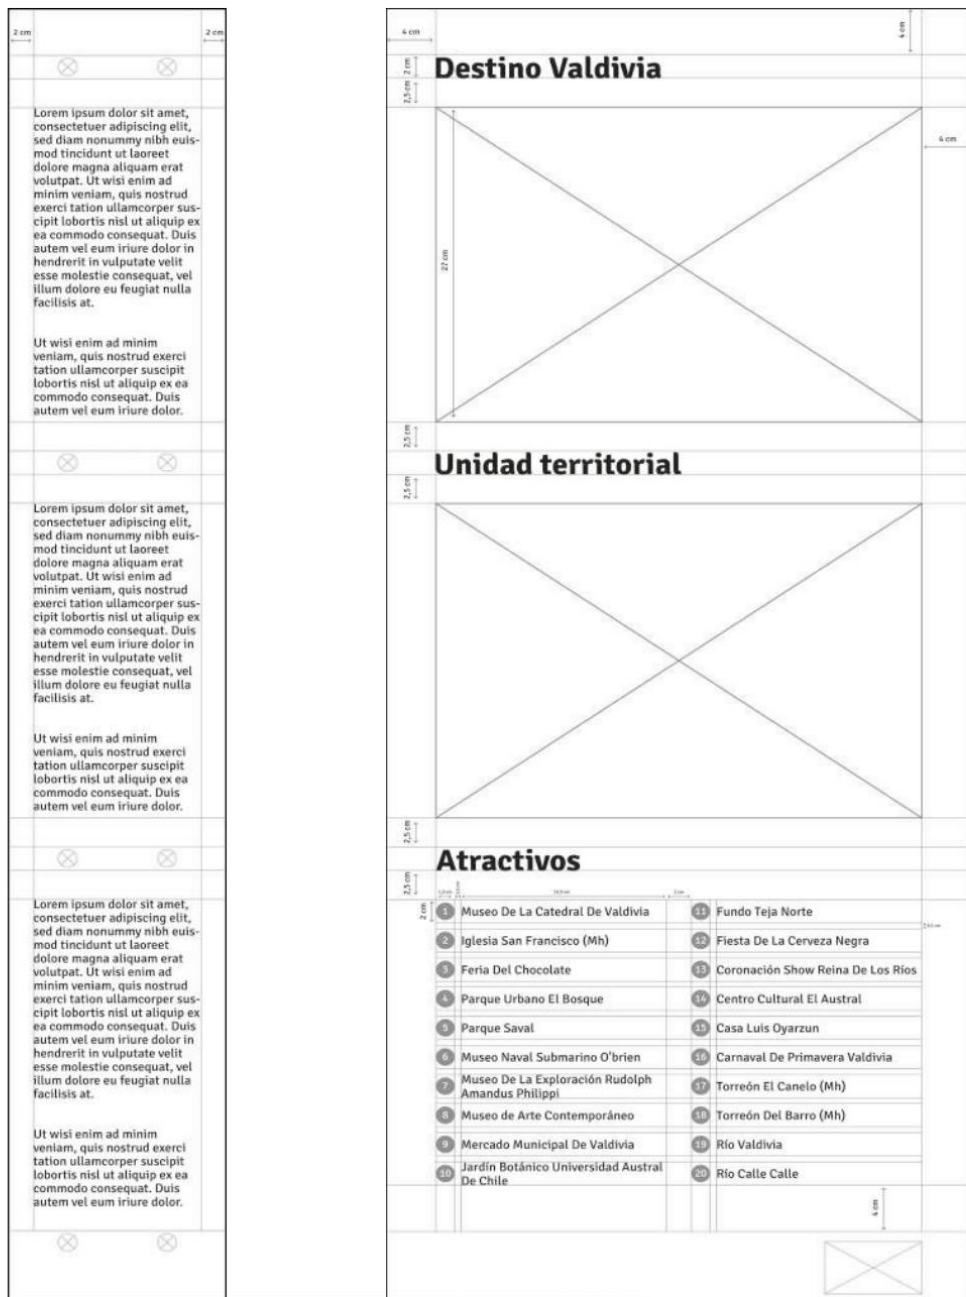 2 cm
2 cm
Lorem ipsum dolor sit amet,
consectetuer adipiscing elit,
sed diam nonummy nibh euis-
mod tincidunt ut laoreet
dolore magna aliquam erat
volutpat. Ut wisi enim ad
minim veniam, quis nostrud
exerci tation ullamcorper sus-
cipit lobortis nisl ut aliquip ex
ea commodo consequat. Duis
autem vel eum iriure dolor in
hendrerit in vulputate velit
esse molestie consequat, vel
illum dolore eu feugiat nulla
facilisis at.
Ut wisi enim ad minim
veniam, quis nostrud exerci
tation ullamcorper suscipit
lobortis nisl ut aliquip ex ea
commodo consequat. Duis
autem vel eum iriure dolor.
Lorem ipsum dolor sit amet,
consectetuer adipiscing elit,
sed diam nonummy nibh euis-
mod tincidunt ut laoreet
dolore magna aliquam erat
volutpat. Ut wisi enim ad
minim veniam, quis nostrud
exerci tation ullamcorper sus-
cipit lobortis nisl ut aliquip ex
ea commodo consequat. Duis
autem vel eum iriure dolor in
hendrerit in vulputate velit
esse molestie consequat, vel
illum dolore eu feugiat nulla
facilisis at.
Ut wisi enim ad minim
veniam, quis nostrud exerci
tation ullamcorper suscipit
lobortis nisl ut aliquip ex ea
commodo consequat. Duis
autem vel eum iriure dolor.
Lorem ipsum dolor sit amet,
consectetuer adipiscing elit,
sed diam nonummy nibh euis-
mod tincidunt ut laoreet
dolore magna aliquam erat
volutpat. Ut wisi enim ad
minim veniam, quis nostrud
exerci tation ullamcorper sus-
cipit lobortis nisl ut aliquip ex
ea commodo consequat. Duis
autem vel eum iriure dolor in
hendrerit in vulputate velit
esse molestie consequat, vel
illum dolore eu feugiat nulla
facilisis at.
Ut wisi enim ad minim
veniam, quis nostrud exerci
tation ullamcorper suscipit
lobortis nisl ut aliquip ex ea
commodo consequat. Duis
autem vel eum iriure dolor.
4 cm
4 cm
2 cm
Destino Valdivia
2,5 cm
4 cm
27 cm
2,5 cm
Unidad territorial
2,5 cm
2,5 cm
Atractivos
2,5 cm
2 cm
2 cm
1 Museo De La Catedral De Valdivia
2 Iglesia San Francisco (Mh)
3 Feria Del Chocolate
4 Parque Urbano El Bosque
5 Parque Saval
6 Museo Naval Submarino O'brien
7 Museo De La Exploración Rudolph
Amandus Philippi
8 Museo de Arte Contemporáneo
9 Mercado Municipal De Valdivia
10 Jardín Botánico Universidad Austral
De Chile
11 Fundo Teja Norte
12 Fiesta De La Cerveza Negra
13 Coronación Show Reina De Los Ríos
14 Centro Cultural El Austral
15 Casa Luis Oyarzun
16 Carnaval De Primavera Valdivia
17 Torreón El Canelo (Mh)
18 Torreón Del Barro (Mh)
19 Río Valdivia
20 Río Calle Calle
4 cm